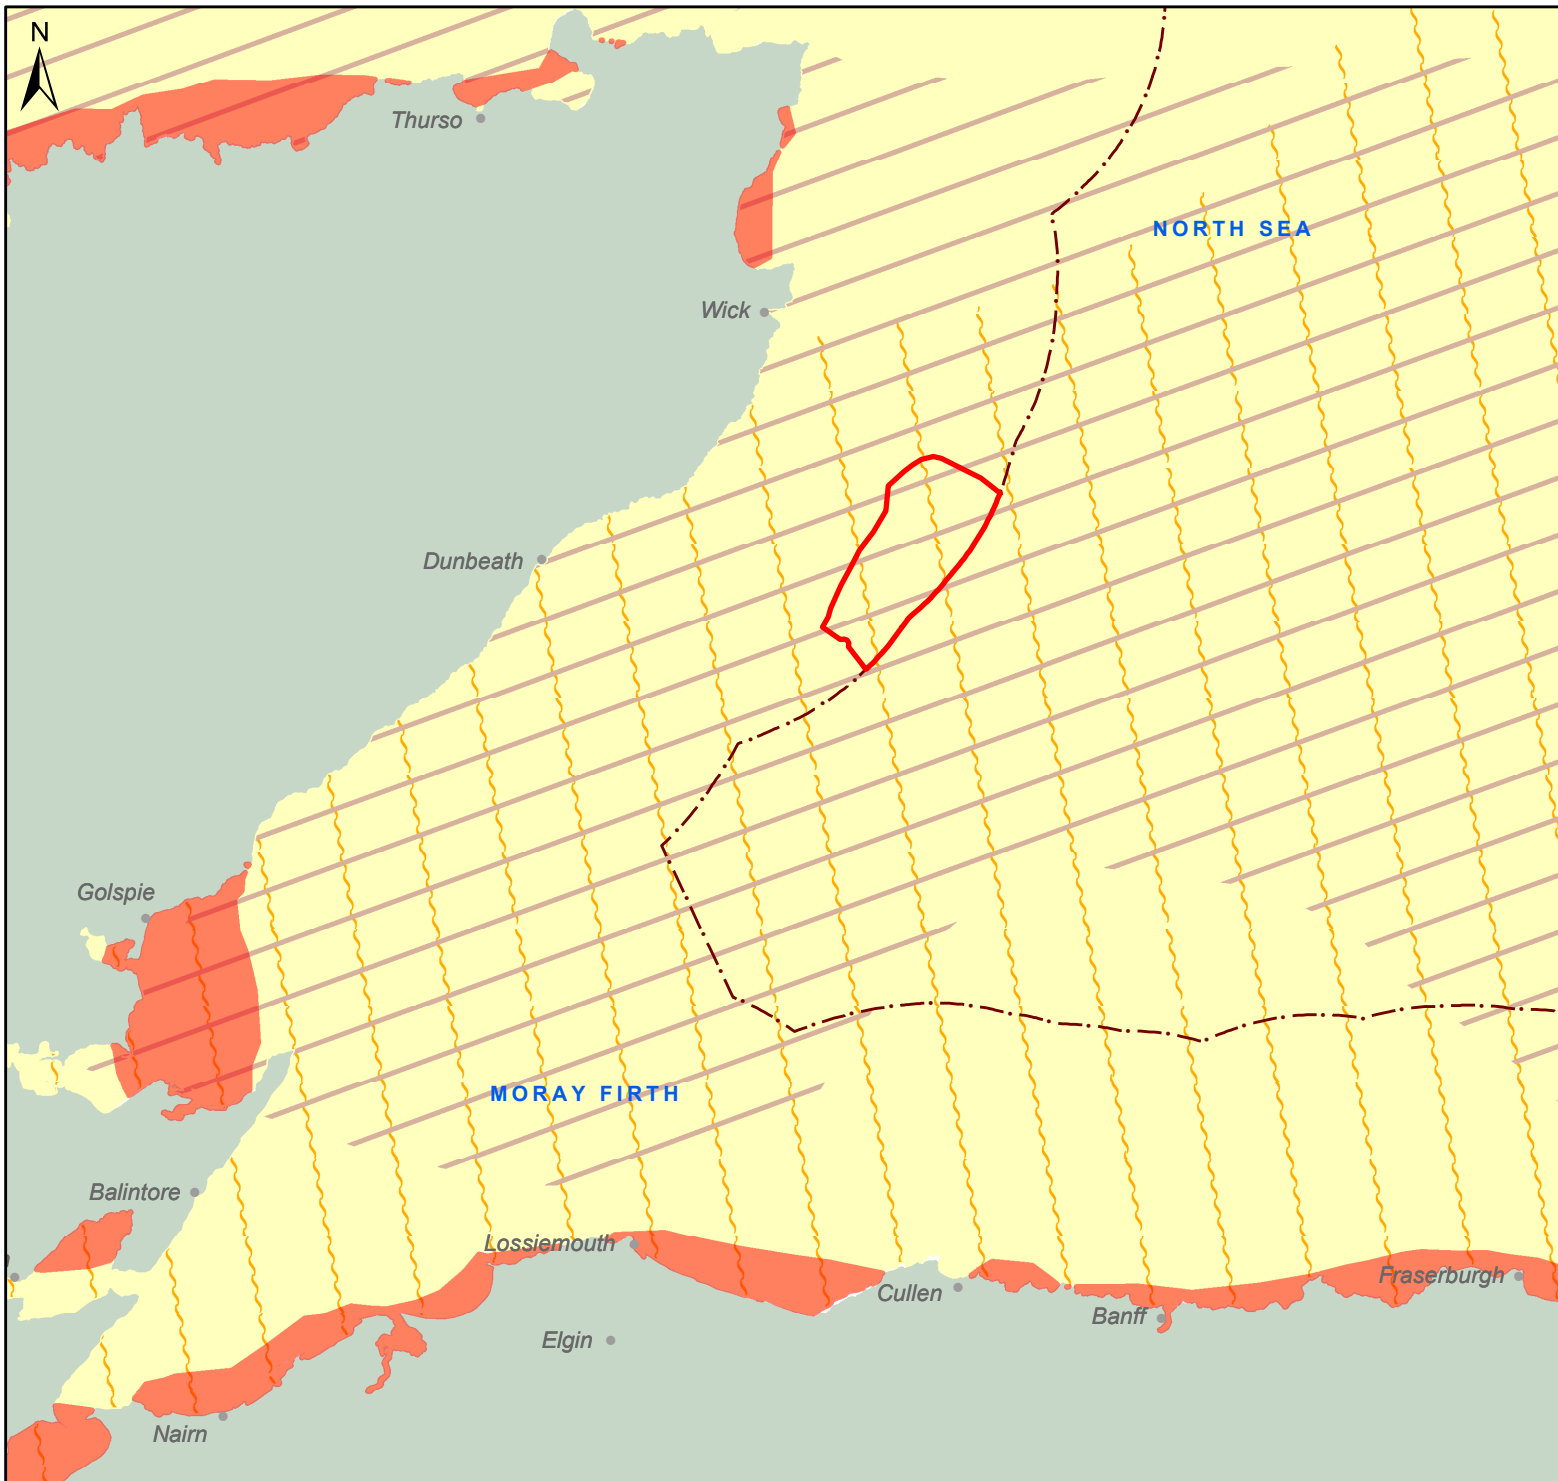 N
Thurso
NORTH SEA
Wick
Dunbeath
Golspie
MORAY FIRTH
Balintore
Lossiemouth
Cullen
Fraserburgh
Banff
Elgin
Nairn